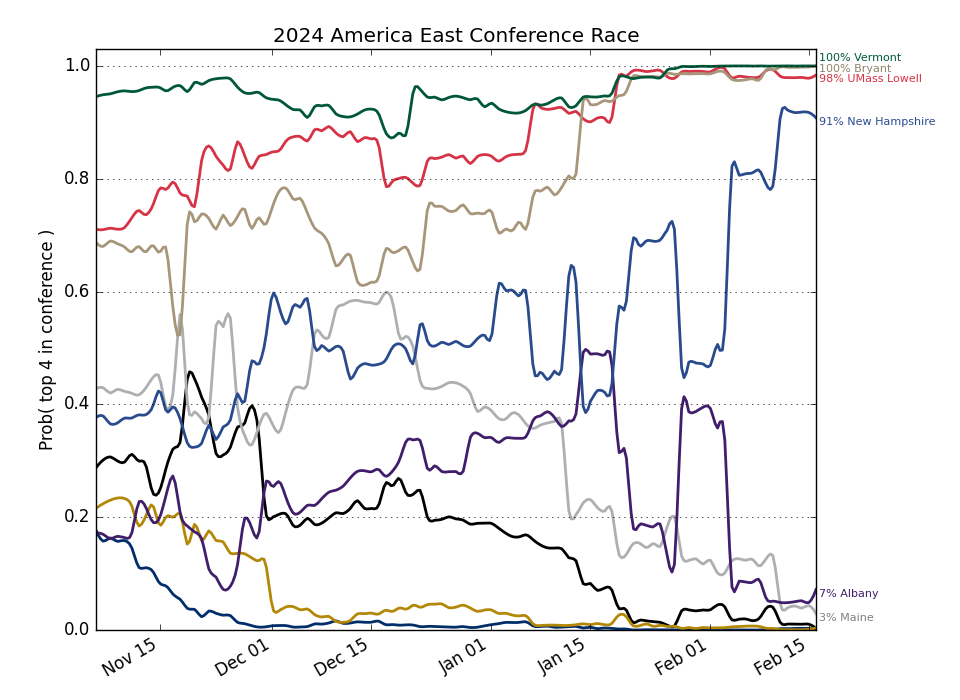 2024 America East Conference Race
Prob( top 4 in conference )
1.0
0.8
0.6
0.4
0.2
0.0
Nov 15
Dec 01
Dec 15
Jan 01
Jan 15
Feb 01
Feb 15
100% Vermont
100% Bryant
98% UMass Lowell
91% New Hampshire
7% Albany
3% Maine